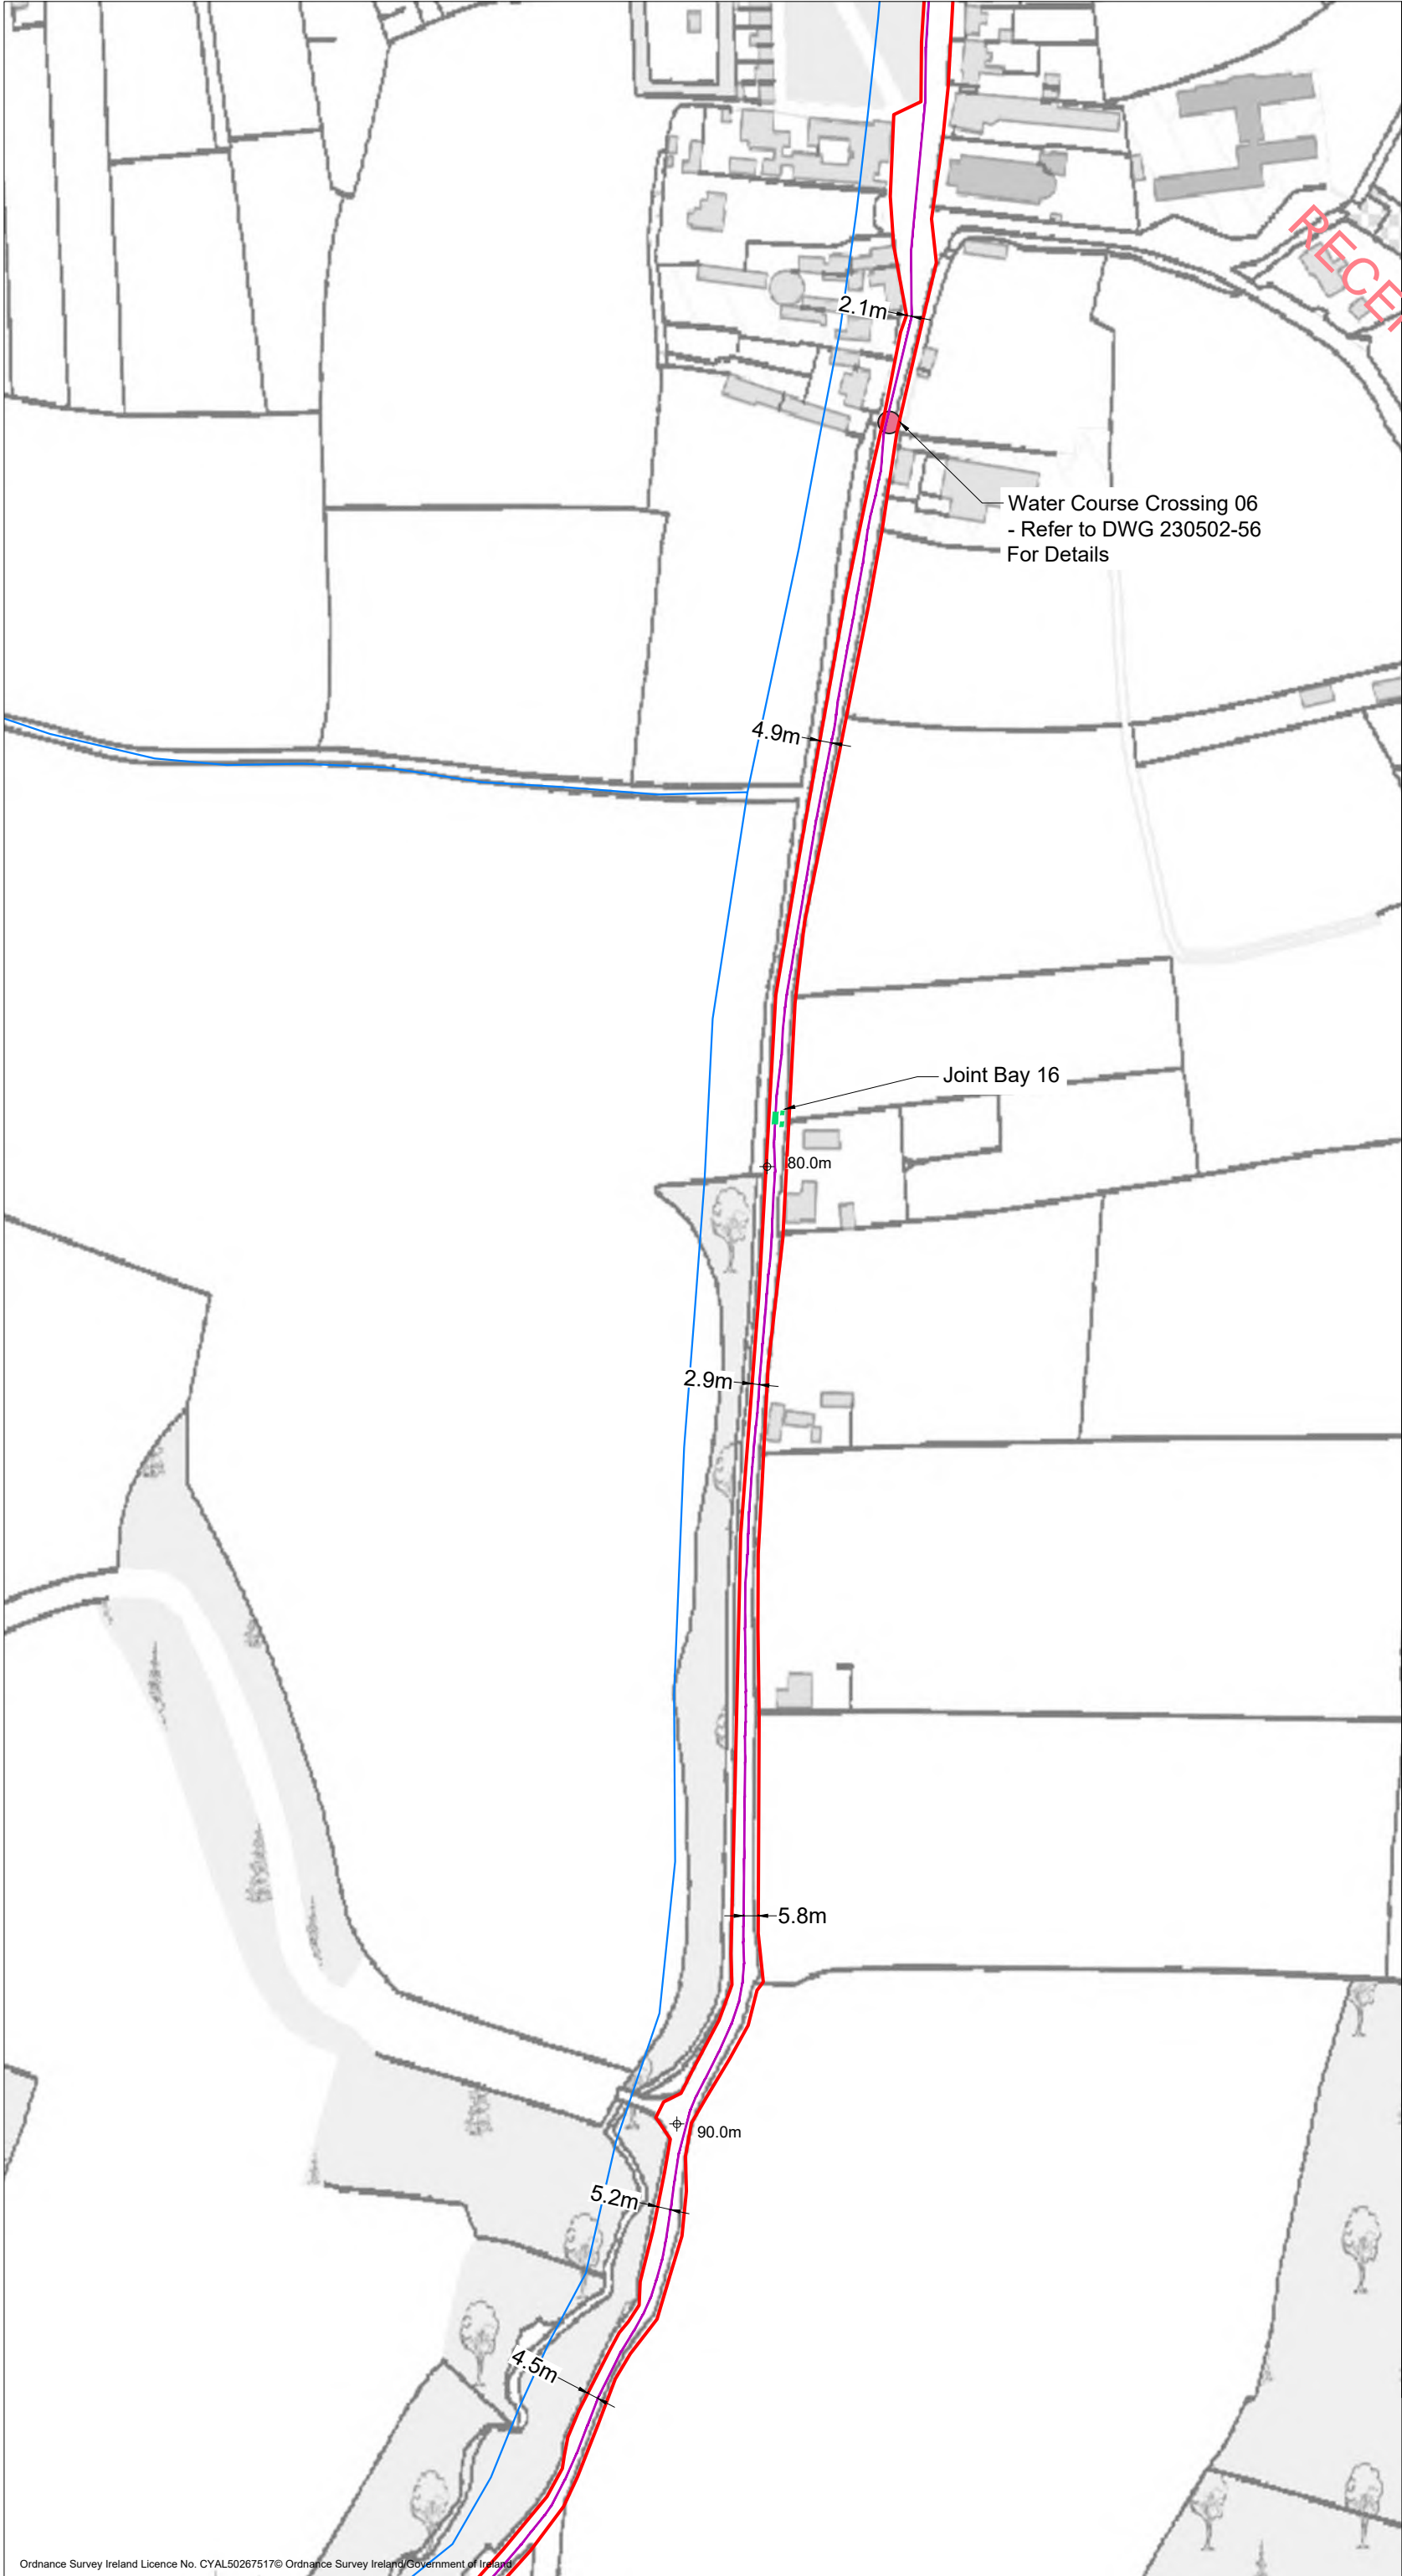 2.1m
Water Course Crossing 06
- Refer to DWG 230502-56
For Details
4.9m
Joint Bay 16
80.0m
2.9m
5.8m
90.0m
5.2m
4.5m
Ordnance Survey Ireland Licence No. CYAL50267517© Ordnance Survey Ireland/Government of Ireland